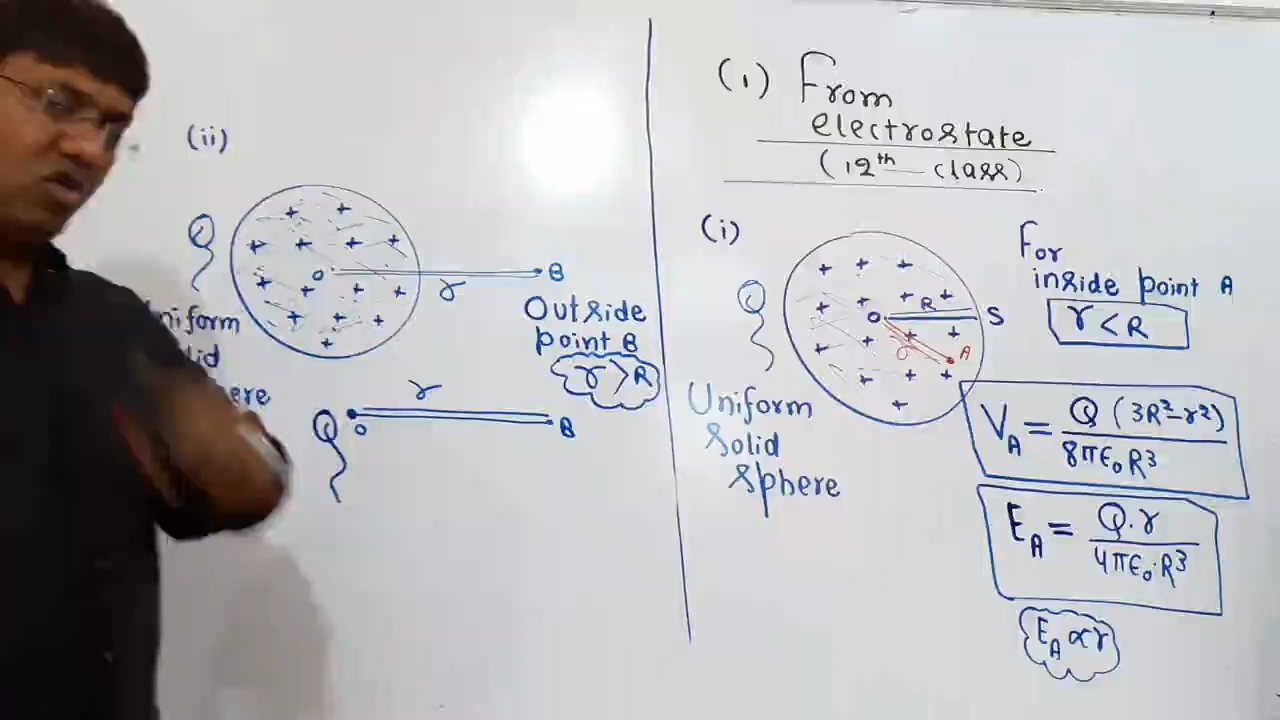 (ii)
Q
O
r
B
Outside
point B
r > R
r
Q
O
B
(1) From
electrostate
(12th class)
(i)
Q
O
R
S
r
A
Uniform
solid
sphere
For
inside point A
r < R
V_A = Q (3R²-r²) / 8πϵ₀R³
E_A = Q.r / 4πϵ₀.R³
E_A ∝ r